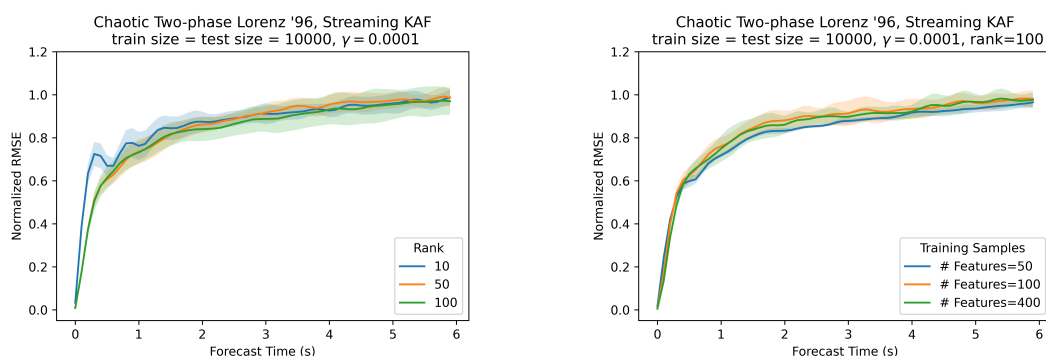 Chaotic Two-phase Lorenz '96, Streaming KAF
train size = test size = 10000, γ = 0.0001
Normalized RMSE
1.2
1.0
0.8
0.6
0.4
0.2
0.0
0 1 2 3 4 5 6
Forecast Time (s)
Rank
10
50
100
Chaotic Two-phase Lorenz '96, Streaming KAF
train size = test size = 10000, γ = 0.0001, rank=100
Normalized RMSE
1.2
1.0
0.8
0.6
0.4
0.2
0.0
0 1 2 3 4 5 6
Forecast Time (s)
Training Samples
# Features=50
# Features=100
# Features=400